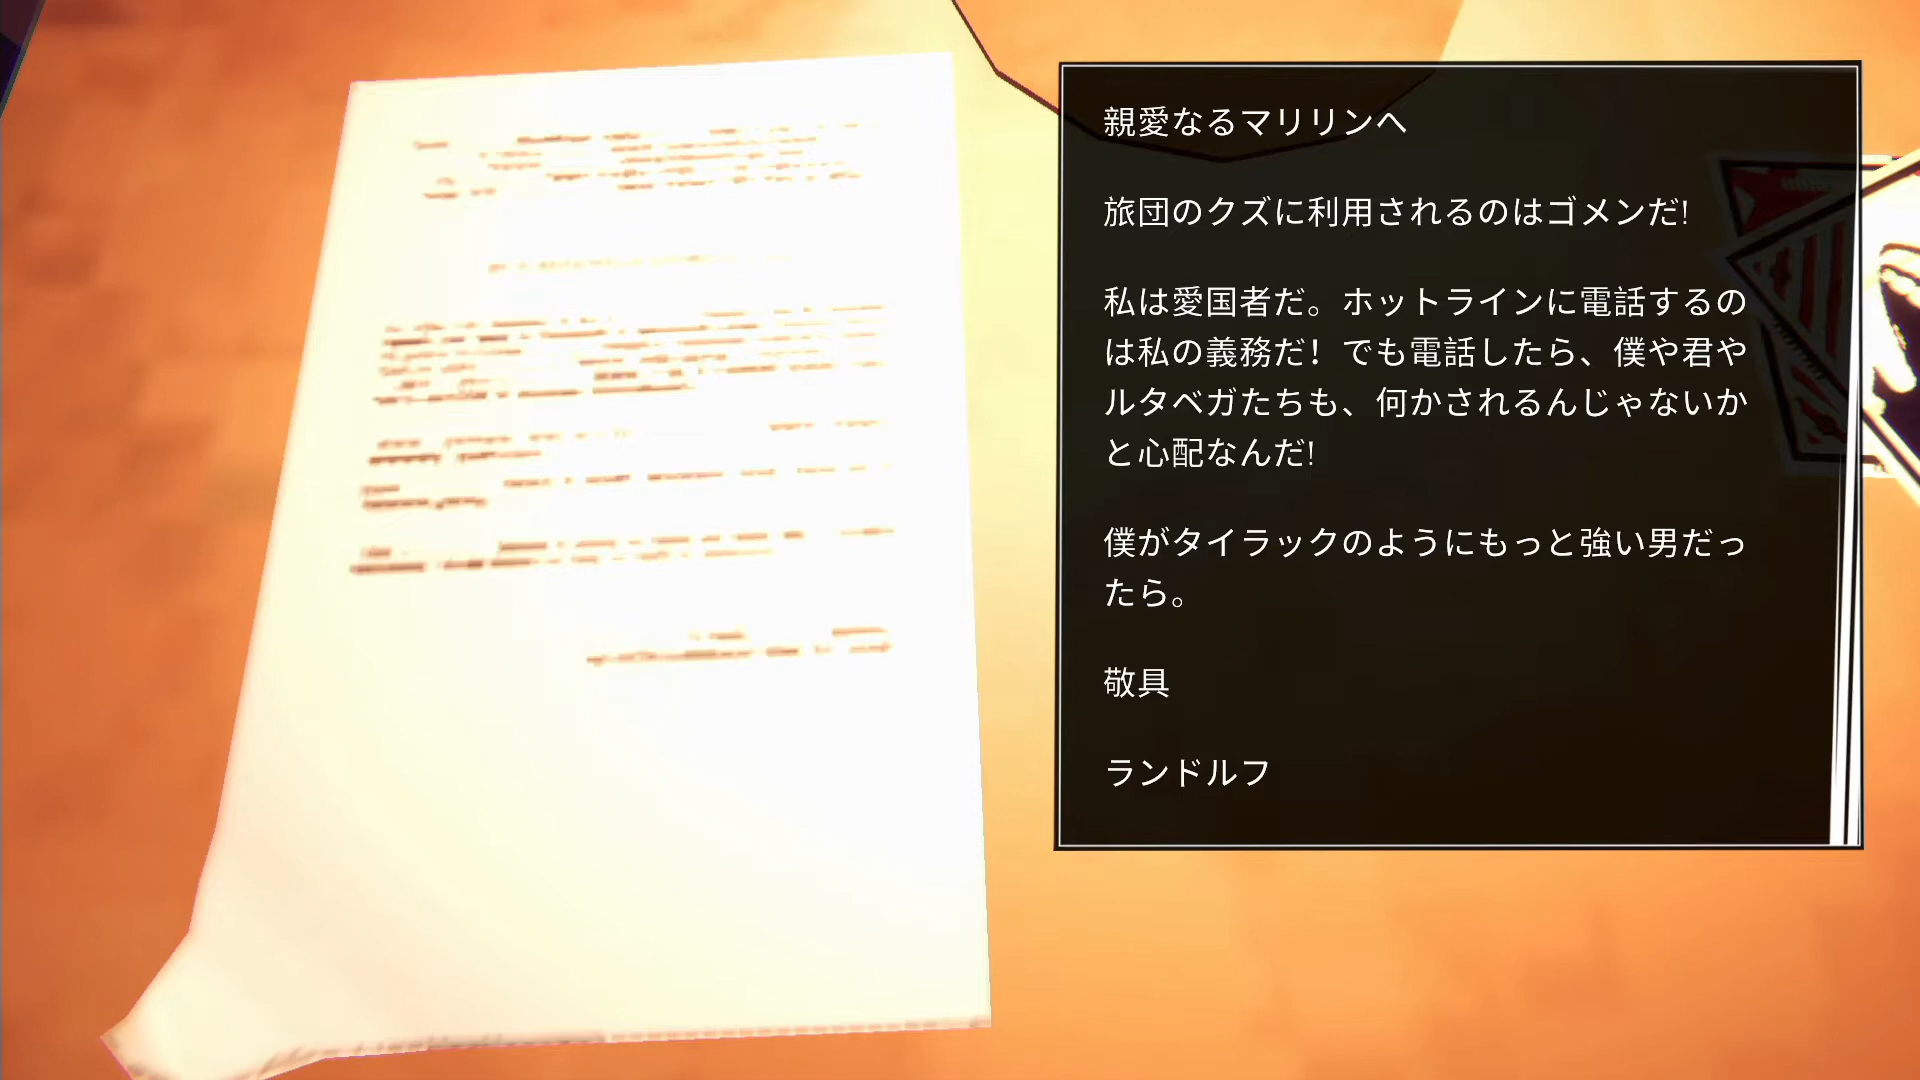 親愛なるマリリンへ
旅団のクズに利用されるのはゴメンだ!
私は愛国者だ。ホットラインに電話するの
は私の義務だ! でも電話したら、僕や君や
ルタベガたちも、何かされるんじゃないか
と心配なんだ!
僕がタイラックのようにもっと強い男だっ
たら。
敬具
ランドルフ